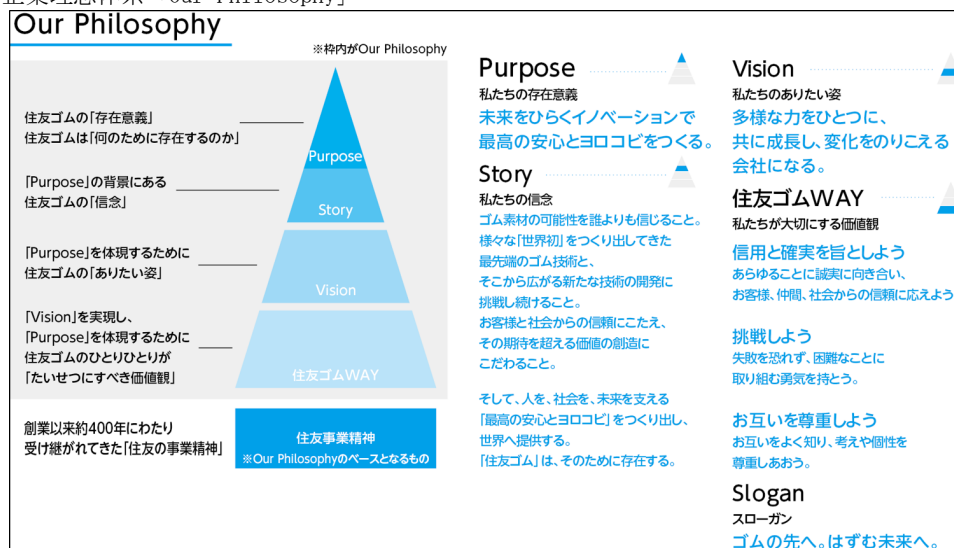 企業理念体系「Our Philosophy」
Our Philosophy
※枠内がOur Philosophy
住友ゴムの「存在意義」
住友ゴムは「何のために存在するのか」
「Purpose」の背景にある
住友ゴムの「信念」
「Purpose」を体現するために
住友ゴムの「ありたい姿」
「Vision」を実現し、
「Purpose」を体現するために
住友ゴムのひとりひとりが
「たいせつにすべき価値観」
Purpose
Story
Vision
住友ゴムWAY
創業以来約400年にわたり
受け継がれてきた「住友の事業精神」
住友事業精神
※Our Philosophyのベースとなるもの
Purpose
私たちの存在意義
未来をひらくイノベーションで
最高の安心とヨロコビをつくる。
Story
私たちの信念
ゴム素材の可能性を誰よりも信じること。
様々な「世界初」をつくり出してきた
最先端のゴム技術と、
そこから広がる新たな技術の開発に
挑戦し続けること。
お客様と社会からの信頼にこたえ、
その期待を超える価値の創造に
こだわること。
そして、人を、社会を、未来を支える
「最高の安心とヨロコビ」をつくり出し、
世界へ提供する。
「住友ゴム」は、そのために存在する。
Vision
私たちのありたい姿
多様な力をひとつに、
共に成長し、変化をのりこえる
会社になる。
住友ゴムWAY
私たちが大切にする価値観
信用と確実を旨としよう
あらゆることに誠実に向き合い、
お客様、仲間、社会からの信頼に応えよう
挑戦しよう
失敗を恐れず、困難なことに
取り組む勇気を持とう。
お互いを尊重しよう
お互いをよく知り、考えや個性を
尊重しあおう。
Slogan
スローガン
ゴムの先へ。はずむ未来へ。